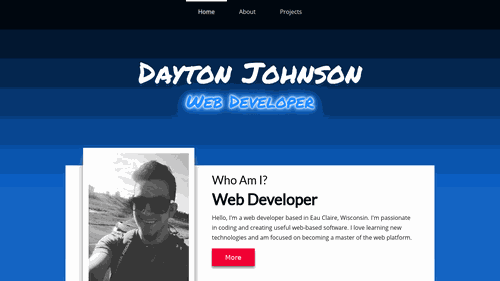 Home About Projects
Dayton Johnson
Web Developer
Who Am I?
Web Developer
Hello, I'm a web developer based in Eau Claire, Wisconsin. I'm passionate
in coding and creating useful web-based software. I love learning new
technologies and am focused on becoming a master of the web platform.
More